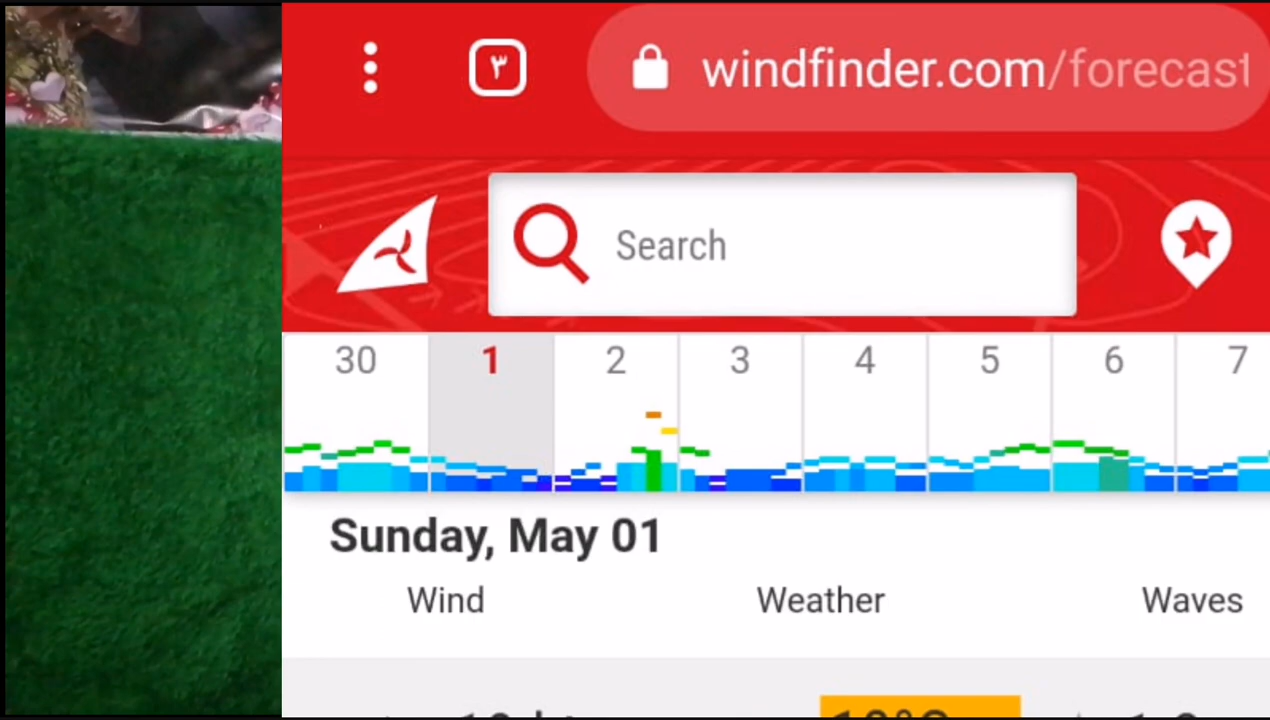 ٣ windfinder.com/forecast
Search
30 1 2 3 4 5 6 7
Sunday, May 01
Wind Weather Waves